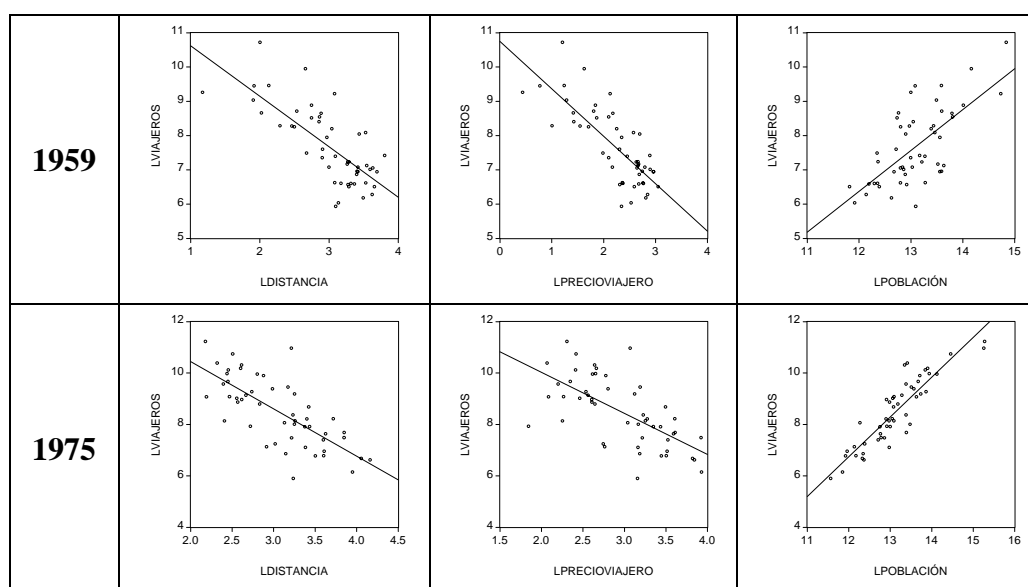 1959
11
10
9
8
7
6
5
LVIAJEROS
1 2 3 4
LDISTANCIA
11
10
9
8
7
6
5
LVIAJEROS
0 1 2 3 4
LPRECIOVIAJERO
11
10
9
8
7
6
5
LVIAJEROS
11 12 13 14 15
LPOBLACIÓN
1975
12
10
8
6
4
LVIAJEROS
2.0 2.5 3.0 3.5 4.0 4.5
LDISTANCIA
12
10
8
6
4
LVIAJEROS
1.5 2.0 2.5 3.0 3.5 4.0
LPRECIOVIAJERO
12
10
8
6
4
LVIAJEROS
11 12 13 14 15 16
LPOBLACIÓN